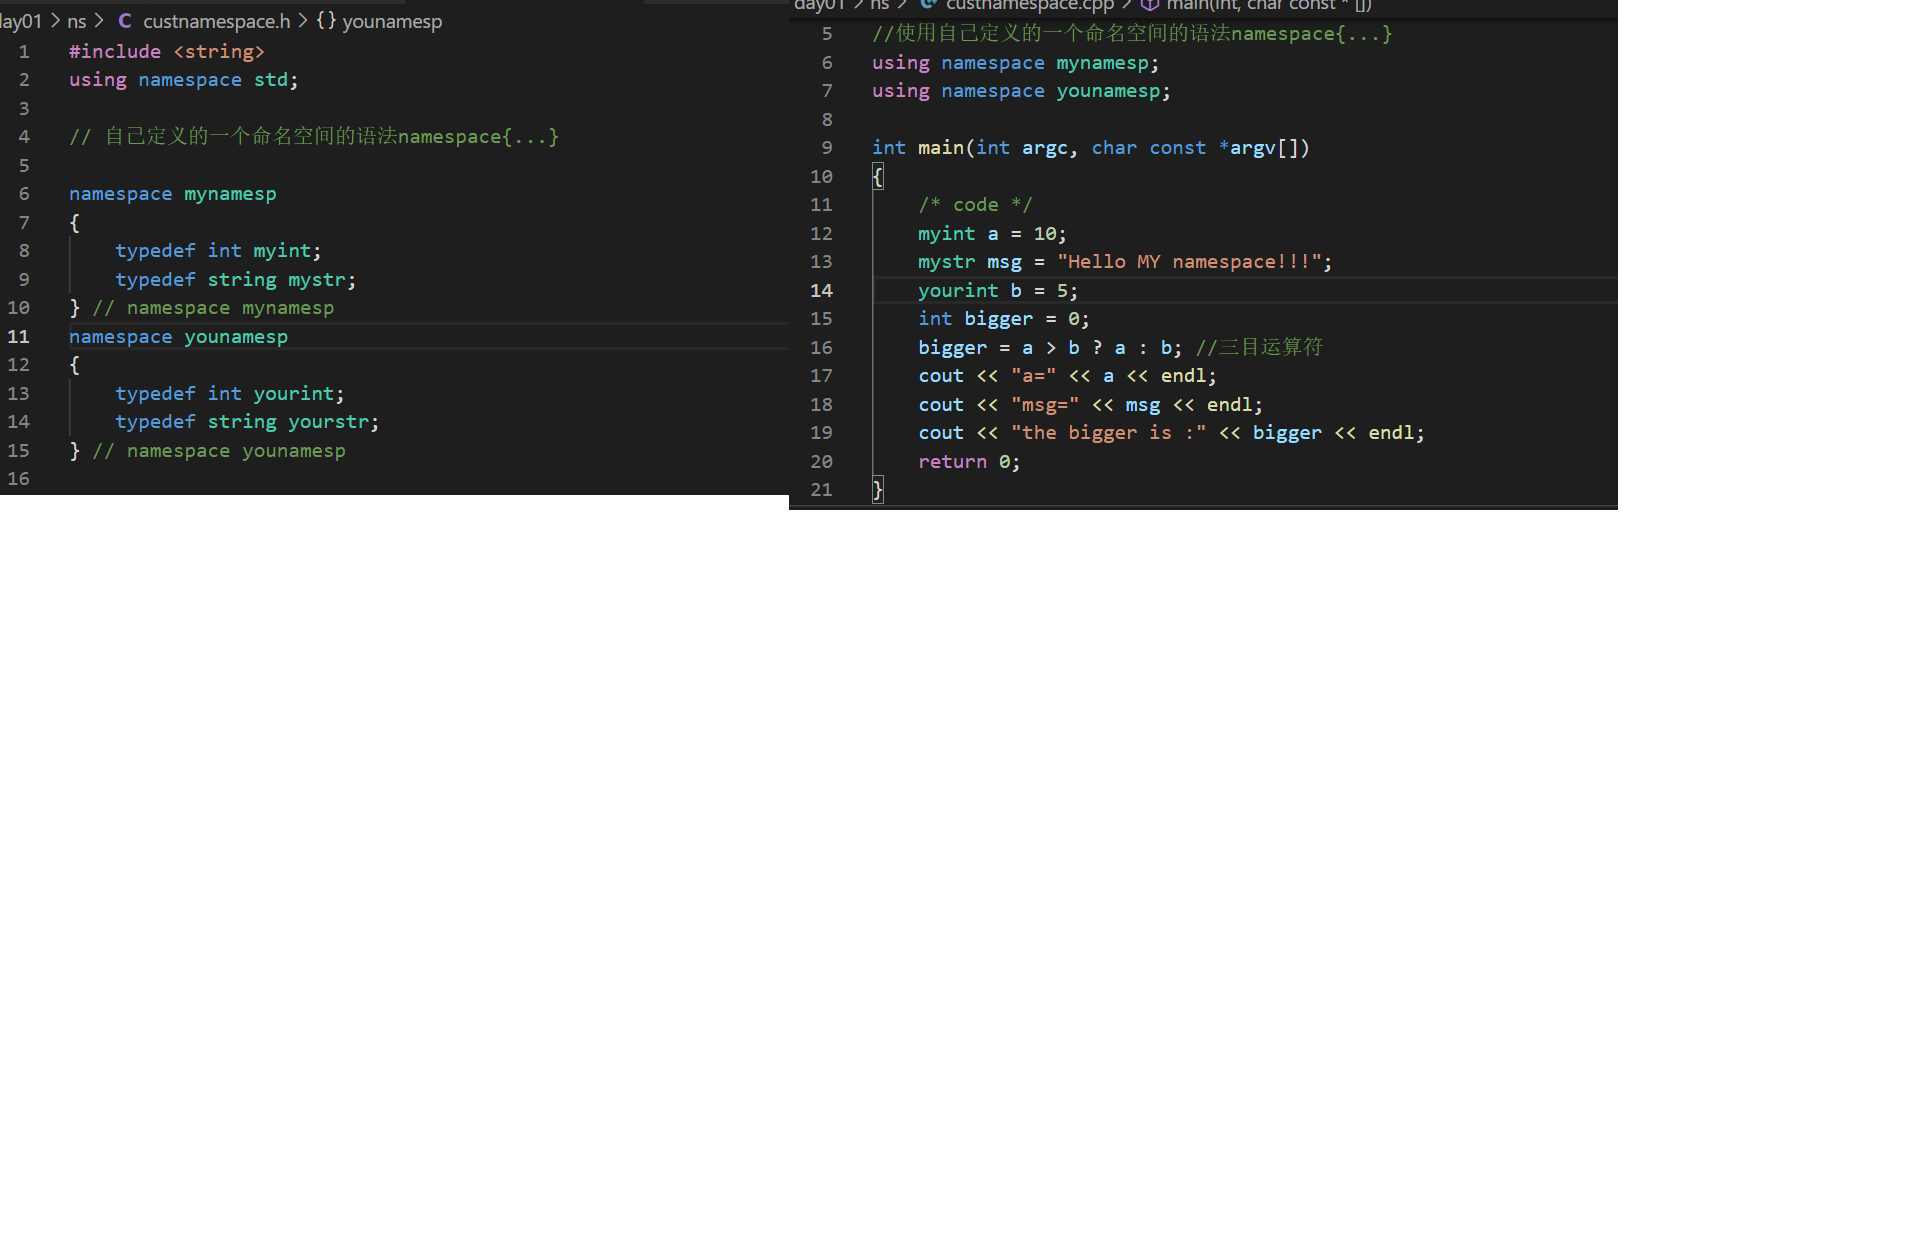 day01 > ns > C custnamespace.h > {} younamesp
1 #include <string>
2 using namespace std;
3
4 // 自己定义的一个命名空间的语法namespace{...}
5
6 namespace mynamesp
7 {
8 typedef int myint;
9 typedef string mystr;
10 } // namespace mynamesp
11 namespace younamesp
12 {
13 typedef int yourint;
14 typedef string yourstr;
15 } // namespace younamesp
16
day01 > ns > custnamespace.cpp > main(int, char const * [])
5 //使用自己定义的一个命名空间的语法namespace{...}
6 using namespace mynamesp;
7 using namespace younamesp;
8
9 int main(int argc, char const *argv[])
10 {
11 /* code */
12 myint a = 10;
13 mystr msg = "Hello MY namespace!!!";
14 yourint b = 5;
15 int bigger = 0;
16 bigger = a > b ? a : b; //三目运算符
17 cout << "a=" << a << endl;
18 cout << "msg=" << msg << endl;
19 cout << "the bigger is :" << bigger << endl;
20 return 0;
21 }